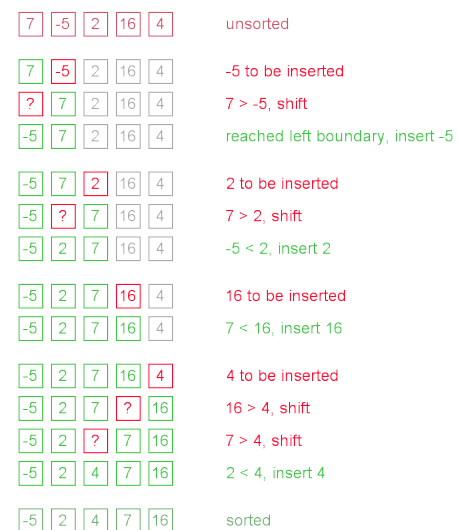 7 -5 2 16 4 unsorted
7 -5 2 16 4 -5 to be inserted
? 7 2 16 4 7 > -5, shift
-5 7 2 16 4 reached left boundary, insert -5
-5 7 2 16 4 2 to be inserted
-5 ? 7 16 4 7 > 2, shift
-5 2 7 16 4 -5 < 2, insert 2
-5 2 7 16 4 16 to be inserted
-5 2 7 16 4 7 < 16, insert 16
-5 2 7 16 4 4 to be inserted
-5 2 7 ? 16 16 > 4, shift
-5 2 ? 7 16 7 > 4, shift
-5 2 4 7 16 2 < 4, insert 4
-5 2 4 7 16 sorted